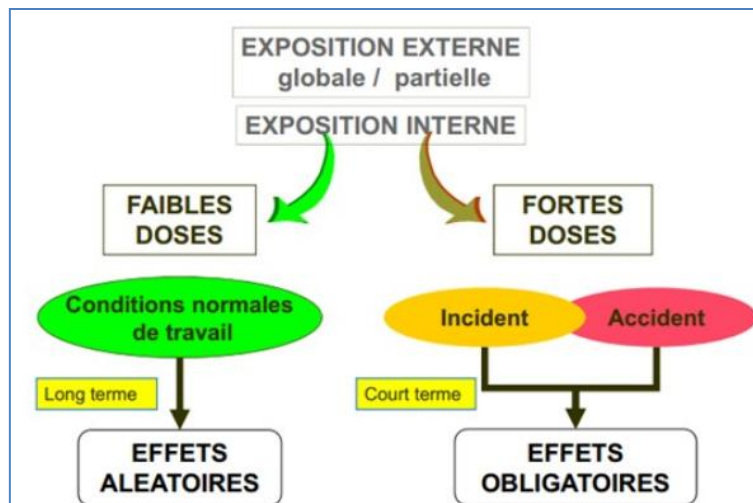 EXPOSITION EXTERNE
globale / partielle
EXPOSITION INTERNE
FAIBLES
DOSES
FORTES
DOSES
Conditions normales
de travail
Incident
Accident
Long terme
Court terme
EFFETS
ALEATOIRES
EFFETS
OBLIGATOIRES